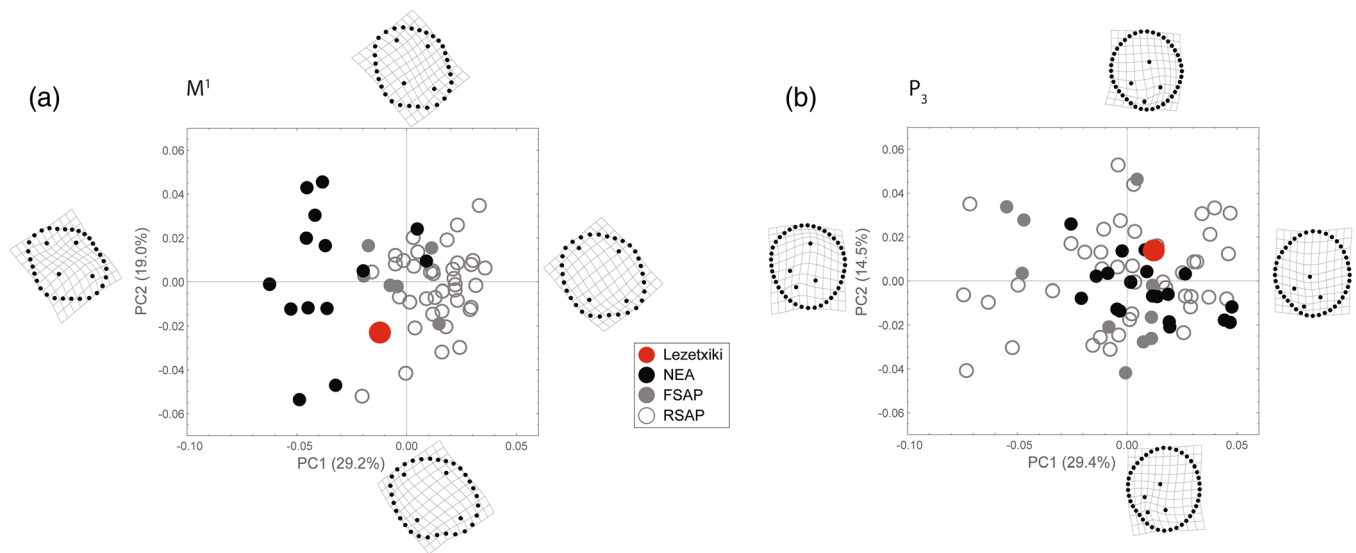 (a)
M¹
PC2 (19.0%)
0.06
0.04
0.02
0.00
-0.02
-0.04
-0.06
-0.10
-0.05
0.00
0.05
PC1 (29.2%)
Lezetxiki
NEA
FSAP
RSAP
(b)
P₃
PC2 (14.5%)
0.06
0.04
0.02
0.00
-0.02
-0.04
-0.06
-0.10
-0.05
0.00
0.05
PC1 (29.4%)